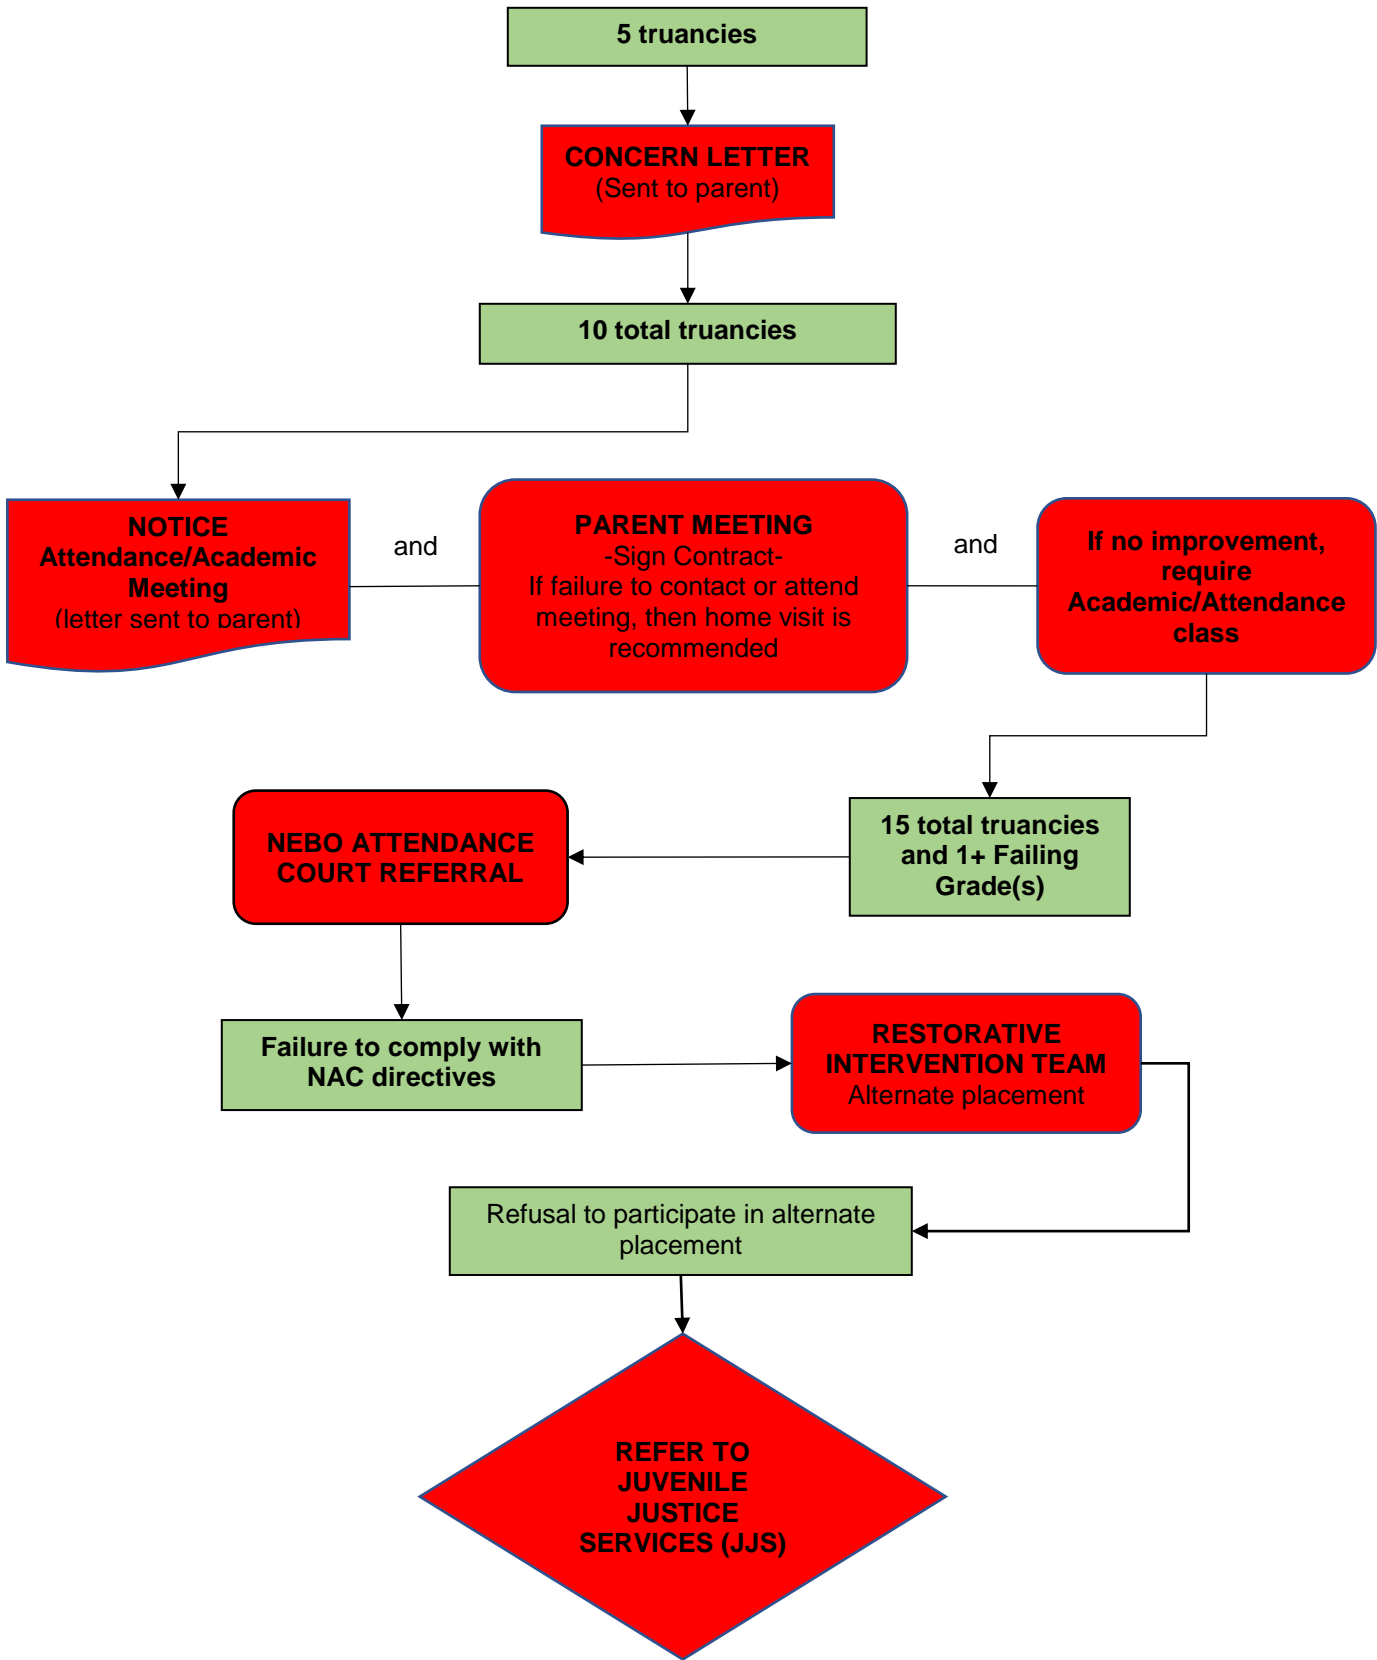 5 truancies
CONCERN LETTER
(Sent to parent)
10 total truancies
NOTICE
Attendance/Academic
Meeting
(letter sent to parent)
and
PARENT MEETING
-Sign Contract-
If failure to contact or attend
meeting, then home visit is
recommended
and
If no improvement,
require
Academic/Attendance
class
15 total truancies
and 1+ Failing
Grade(s)
NEBO ATTENDANCE
COURT REFERRAL
Failure to comply with
NAC directives
RESTORATIVE
INTERVENTION TEAM
Alternate placement
Refusal to participate in alternate
placement
REFER TO
JUVENILE
JUSTICE
SERVICES (JJS)